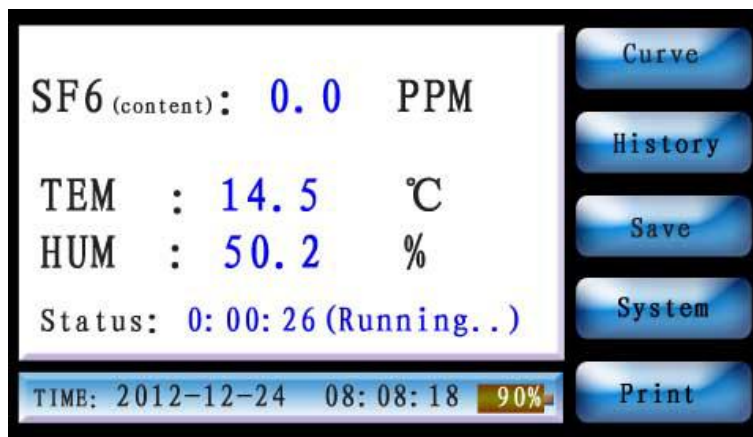 SF6(content): 0.0 PPM
TEM : 14.5 ℃
HUM : 50.2 %
Status: 0:00:26(Running..)
TIME: 2012-12-24 08:08:18 90%
Curve
History
Save
System
Print